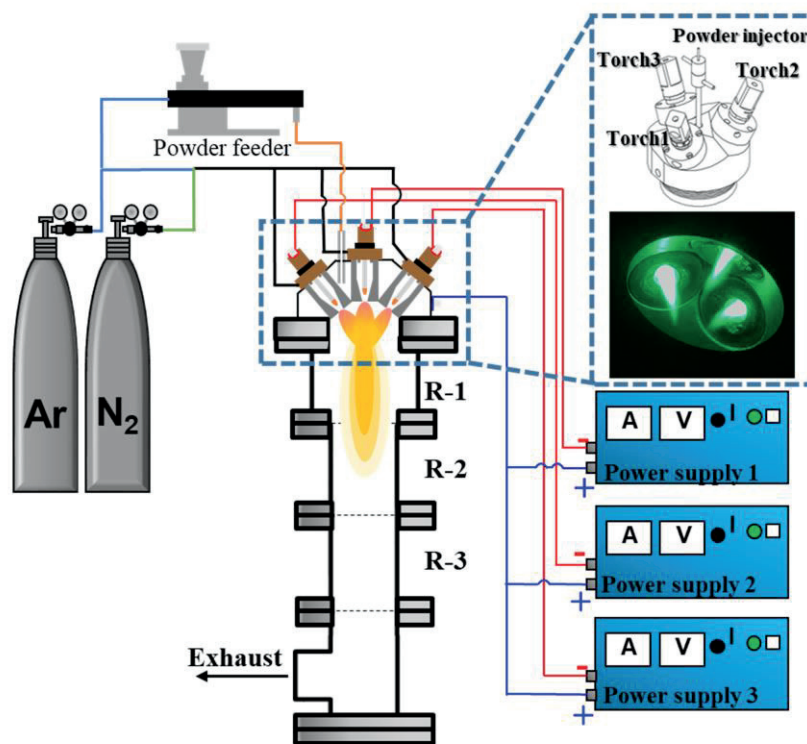 Powder injector
Torch3
Torch2
Torch1
Powder feeder
Ar
N₂
R-1
R-2
R-3
Exhaust
A V I
-
Power supply 1
+
A V I
-
Power supply 2
+
A V I
-
Power supply 3
+